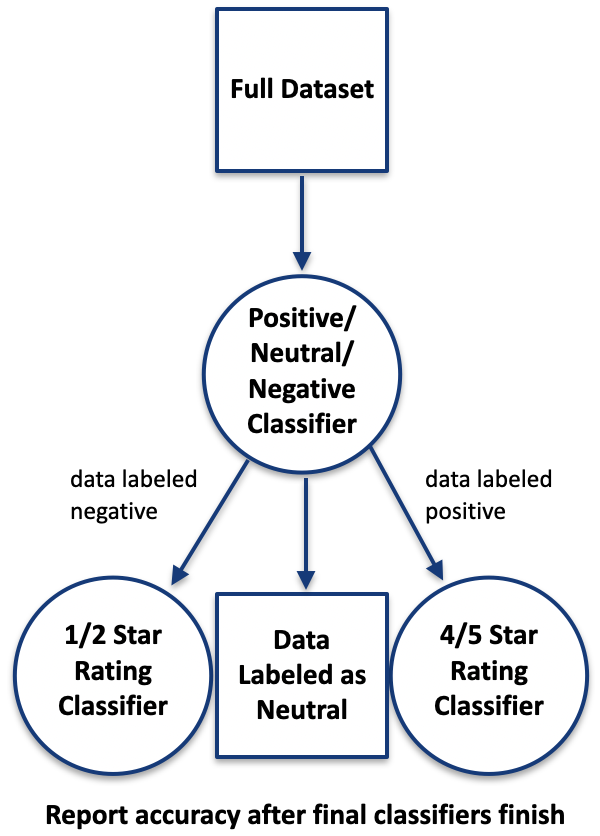 Full Dataset
Positive/
Neutral/
Negative
Classifier
data labeled
negative
data labeled
positive
1/2 Star
Rating
Classifier
Data
Labeled as
Neutral
4/5 Star
Rating
Classifier
Report accuracy after final classifiers finish